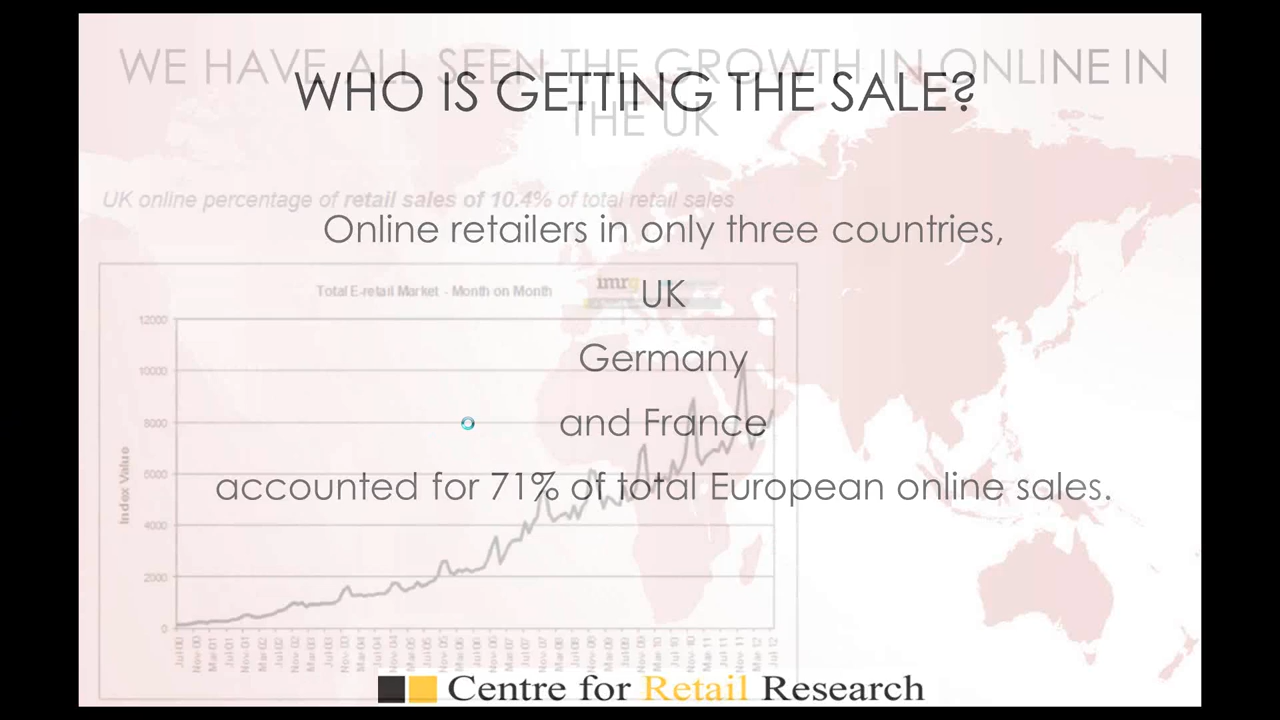 WE HAVE ALL SEEN THE GROWTH IN ONLINE IN
THE UK
WHO IS GETTING THE SALE?
UK online percentage of retail sales of 10.4% of total retail sales
Online retailers in only three countries,
UK
Germany
and France
accounted for 71% of total European online sales.
Total E-retail Market - Month on Month
imrg
Index Value
12000
10000
8000
6000
4000
2000
0
Centre for Retail Research